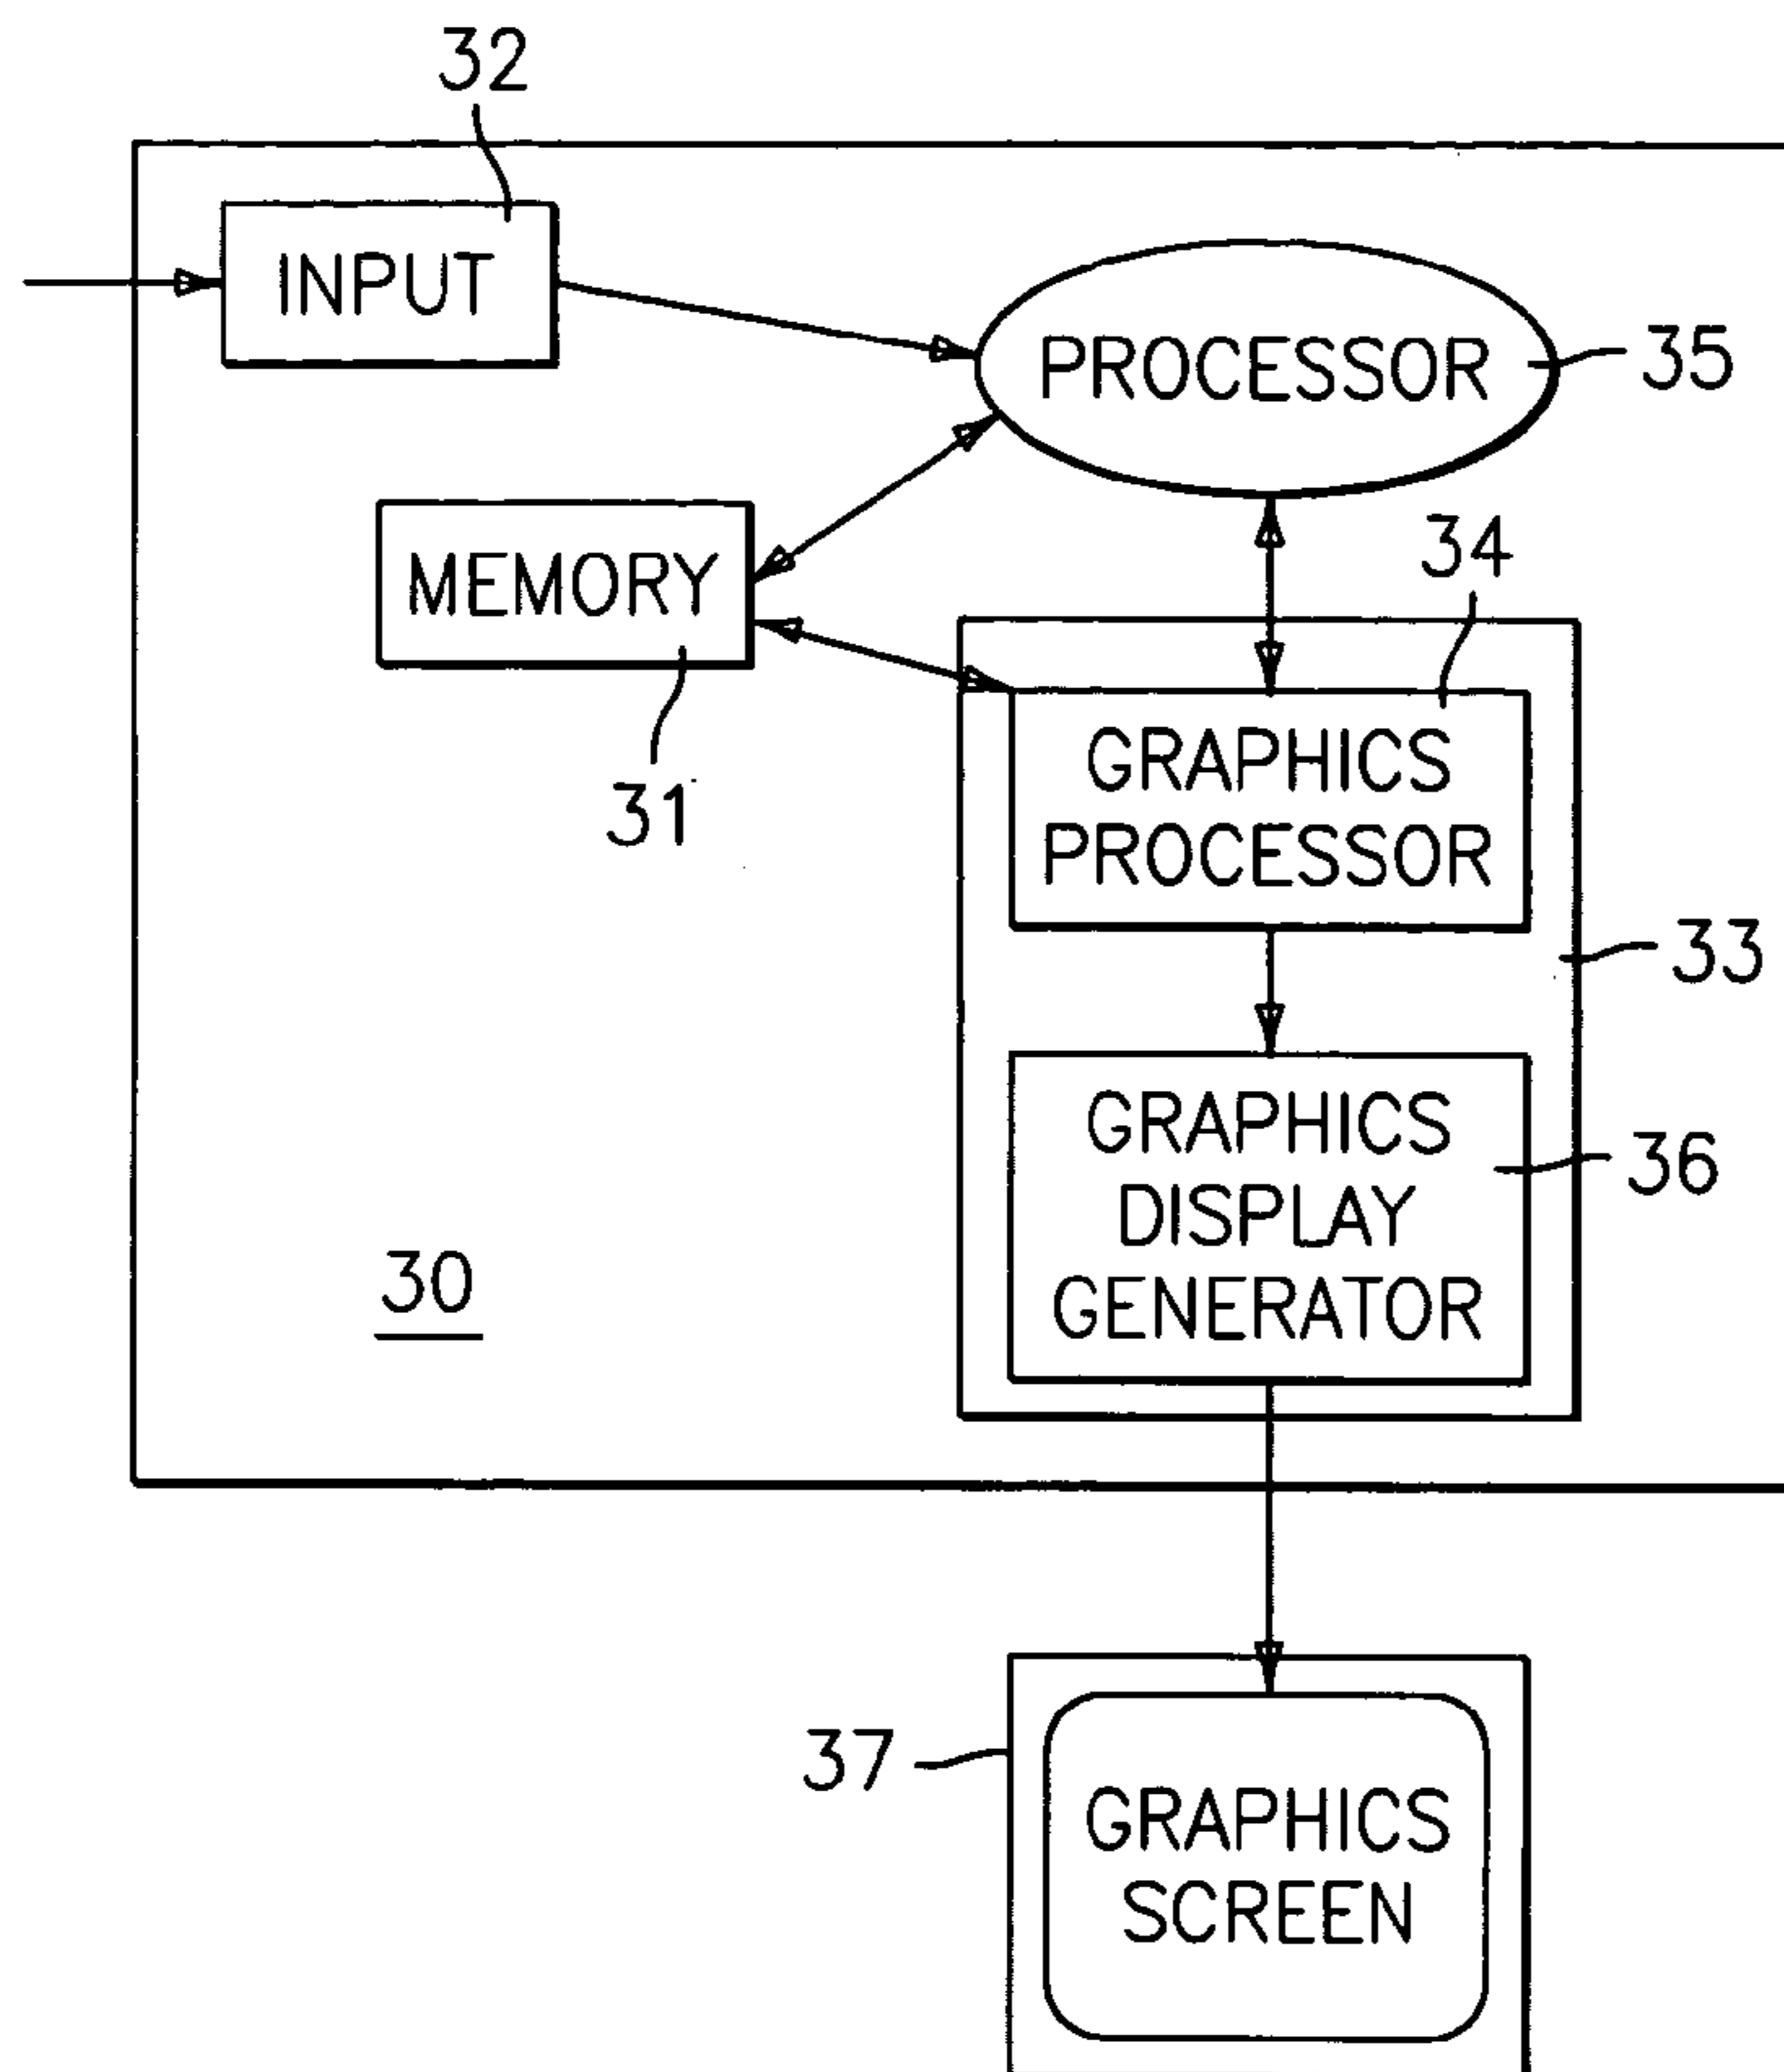 32
INPUT
PROCESSOR
35
MEMORY
34
31
GRAPHICS
PROCESSOR
33
GRAPHICS
DISPLAY
GENERATOR
36
30
37
GRAPHICS
SCREEN